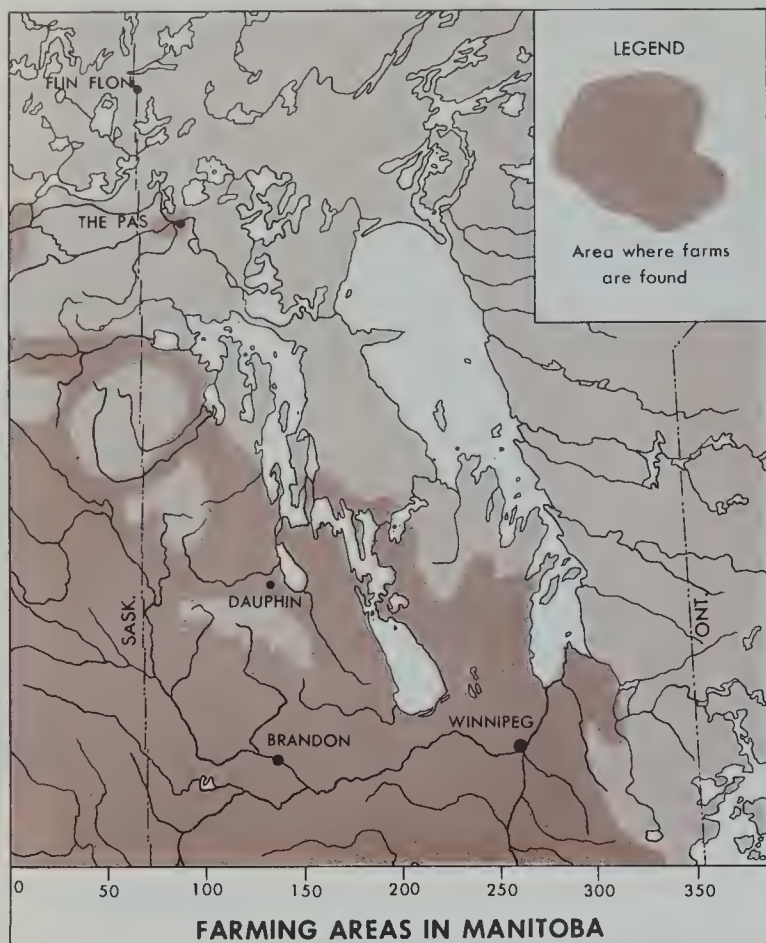 LEGEND
Area where farms
are found
FLIN FLON
THE PAS
DAUPHIN
SASK.
ONT.
BRANDON
WINNIPEG
0 50 100 150 200 250 300 350
FARMING AREAS IN MANITOBA